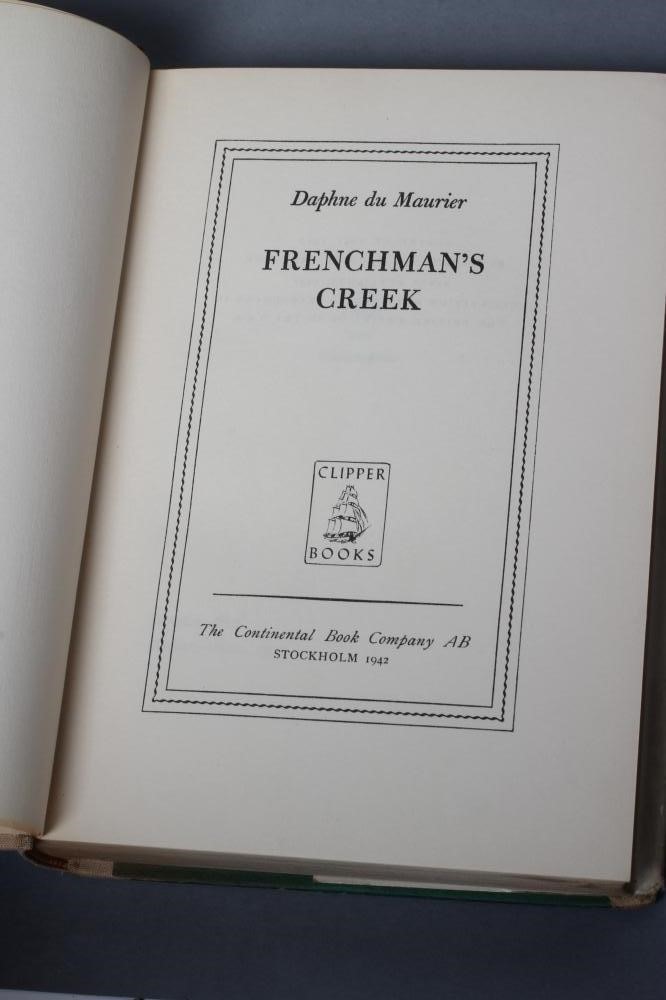 Daphne du Maurier
FRENCHMAN'S
CREEK
CLIPPER
BOOKS
The Continental Book Company AB
STOCKHOLM 1942